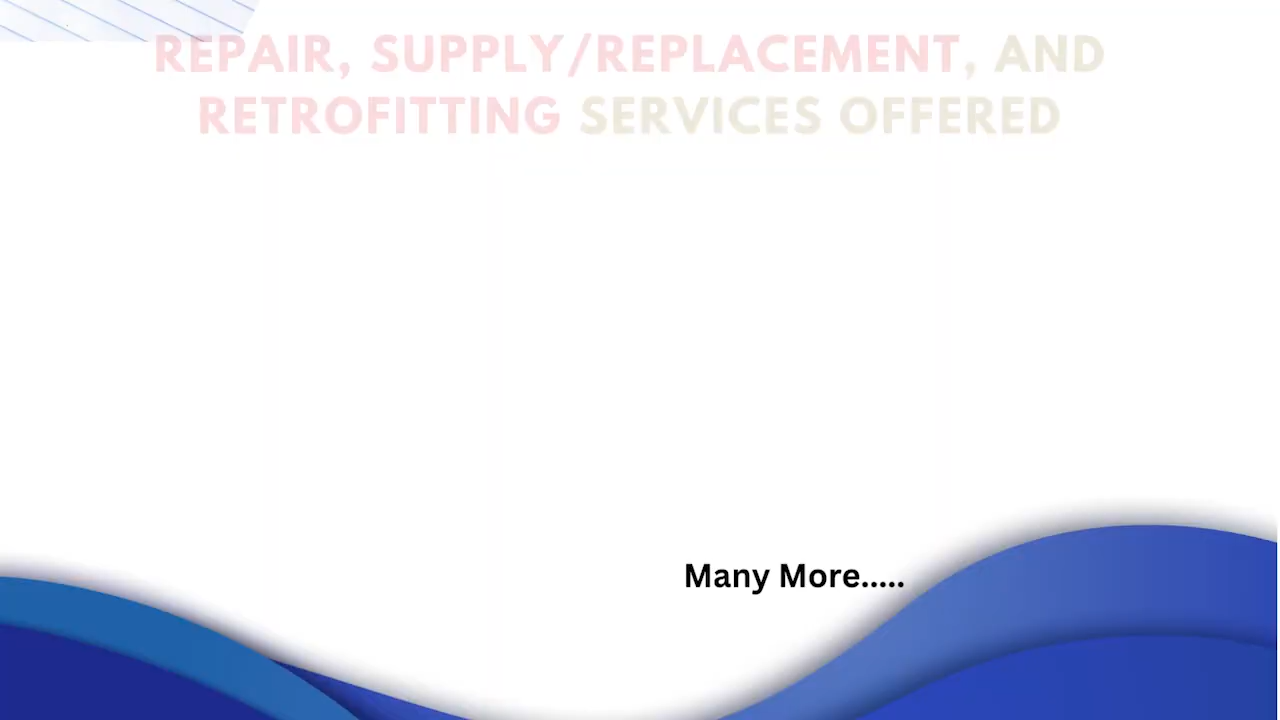 REPAIR, SUPPLY/REPLACEMENT, AND
RETROFITTING SERVICES OFFERED
Many More.....